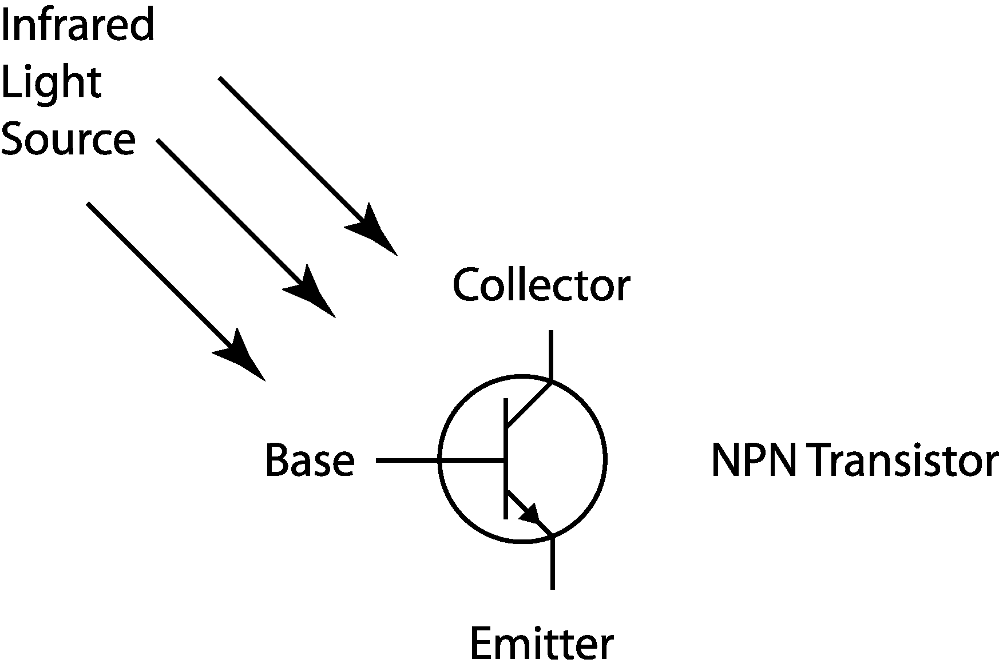 Infrared
Light
Source
Collector
Base
NPN Transistor
Emitter